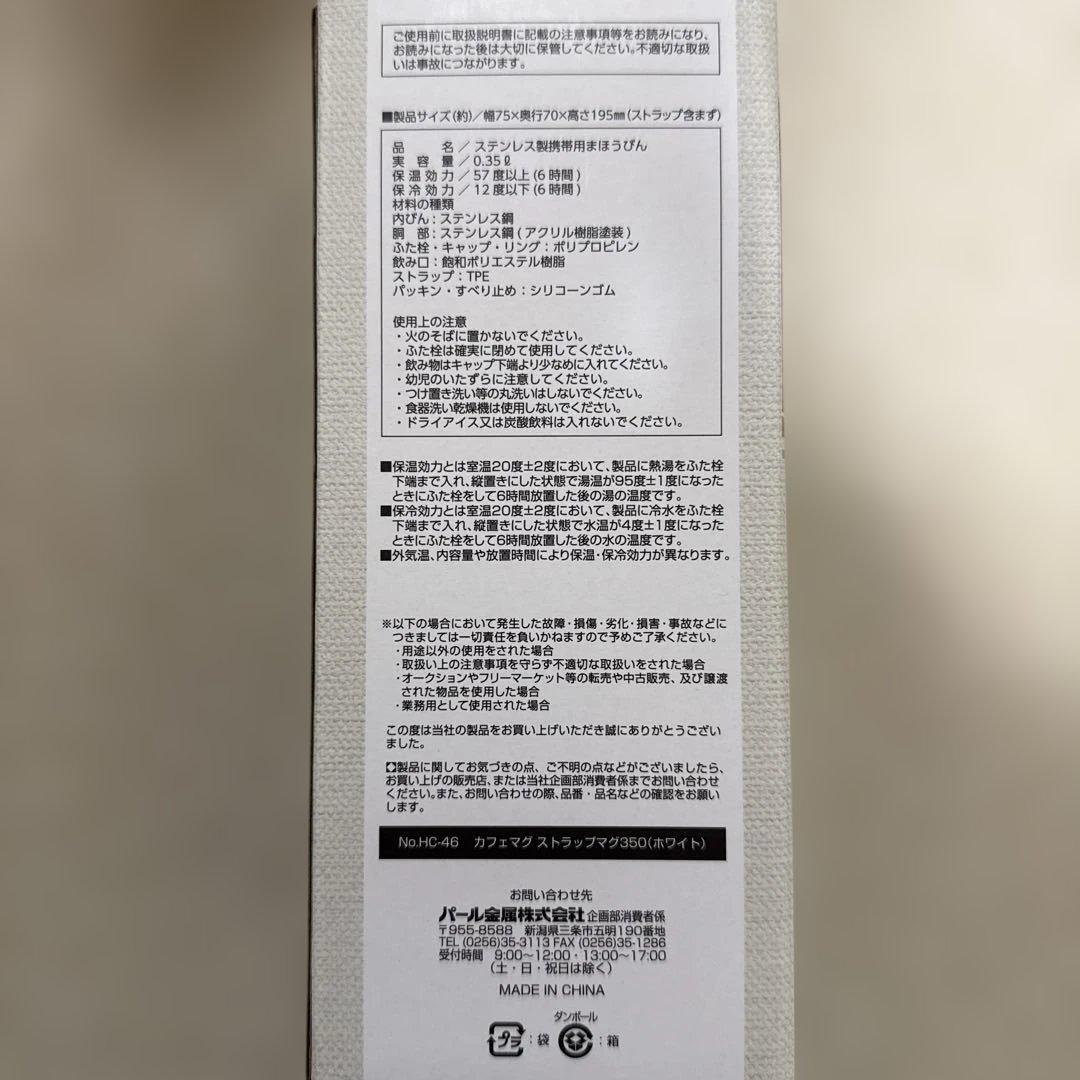 ご使用前に取扱説明書に記載の注意事項等をお読みになり、
お読みになった後は大切に保管してください。不適切な取扱
いは事故につながります。
■製品サイズ(約)／幅75×奥行70×高さ195㎜(ストラップ含まず)
品　　　名／ステンレス製携帯用まほうびん
実　容　量／0.35ℓ
保 温 効 力／57度以上(6時間)
保 冷 効 力／12度以下(6時間)
材料の種類
内びん：ステンレス鋼
胴　部：ステンレス鋼(アクリル樹脂塗装)
ふた栓・キャップ・リング：ポリプロピレン
飲み口：飽和ポリエステル樹脂
ストラップ：TPE
パッキン・すべり止め：シリコーンゴム
使用上の注意
・火のそばに置かないでください。
・ふた栓は確実に閉めて使用してください。
・飲み物はキャップ下端より少なめに入れてください。
・幼児のいたずらに注意してください。
・つけ置き洗い等の丸洗いはしないでください。
・食器洗い乾燥機は使用しないでください。
・ドライアイス又は炭酸飲料は入れないでください。
■保温効力とは室温20度±2度において、製品に熱湯をふた栓
下端まで入れ、縦置きにした状態で湯温が95度±1度になった
ときにふた栓をして6時間放置した後の湯の温度です。
■保冷効力とは室温20度±2度において、製品に冷水をふた栓
下端まで入れ、縦置きにした状態で水温が4度±1度になった
ときにふた栓をして6時間放置した後の水の温度です。
■外気温、内容量や放置時間により保温・保冷効力が異なります。
※以下の場合において発生した故障・損傷・劣化・損害・事故などに
つきましては一切責任を負いかねますので予めご了承ください。
・用途以外の使用をされた場合
・取扱い上の注意事項を守らず不適切な取扱いをされた場合
・オークションやフリーマーケット等の転売や中古販売、及び譲渡
された物品を使用した場合
・業務用として使用された場合
この度は当社の製品をお買い上げいただき誠にありがとうござい
ました。
製品に関してお気づきの点、ご不明の点などがございましたら、
お買い上げの販売店、または当社企画部消費者係までお問い合わせ
ください。また、お問い合わせの際、品番・品名などの確認をお願い
します。
No.HC-46　カフェマグ ストラップマグ350(ホワイト)
お問い合わせ先
パール金属株式会社 企画部消費者係
〒955-8588　新潟県三条市五明190番地
TEL (0256)35-3113 FAX (0256)35-1286
受付時間　9:00～12:00・13:00～17:00
(土・日・祝日は除く)
MADE IN CHINA
ダンボール
プラ：袋　：箱